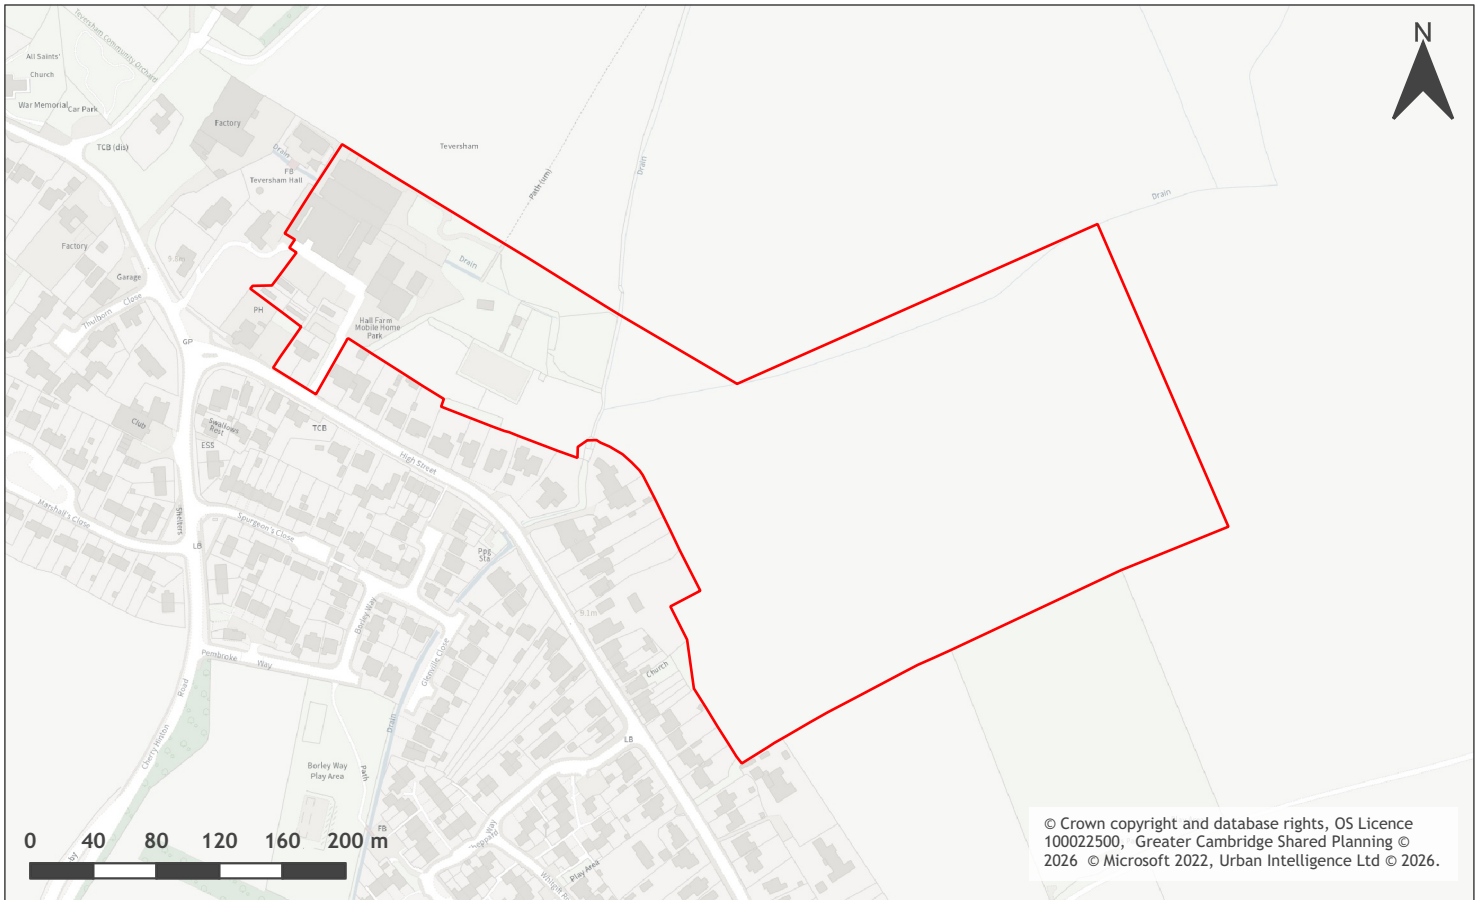 Teversham Community Orchard
All Saints'
Church
War Memorial
Car Park
TCB (dis)
Factory
Drain
FB
Teversham Hall
Teversham
Path (um)
Drain
Drain
N
Factory
9.6m
Garage
Thulborn Close
PH
GP
Drain
Hall Farm
Mobile Home
Park
Club
Swallows
Rest
ESS
TCB
High Street
Marshall's Close
Shelters
LB
Spurgeon's Close
Ppg
Sta
Borley Way
9.1m
Pembroke Way
Glenville Close
Church
Cherry Hinton Road
Drain
Borley Way
Play Area
Path
LB
FB
Play Area
0 40 80 120 160 200 m
© Crown copyright and database rights, OS Licence
100022500, Greater Cambridge Shared Planning ©
2026 © Microsoft 2022, Urban Intelligence Ltd © 2026.